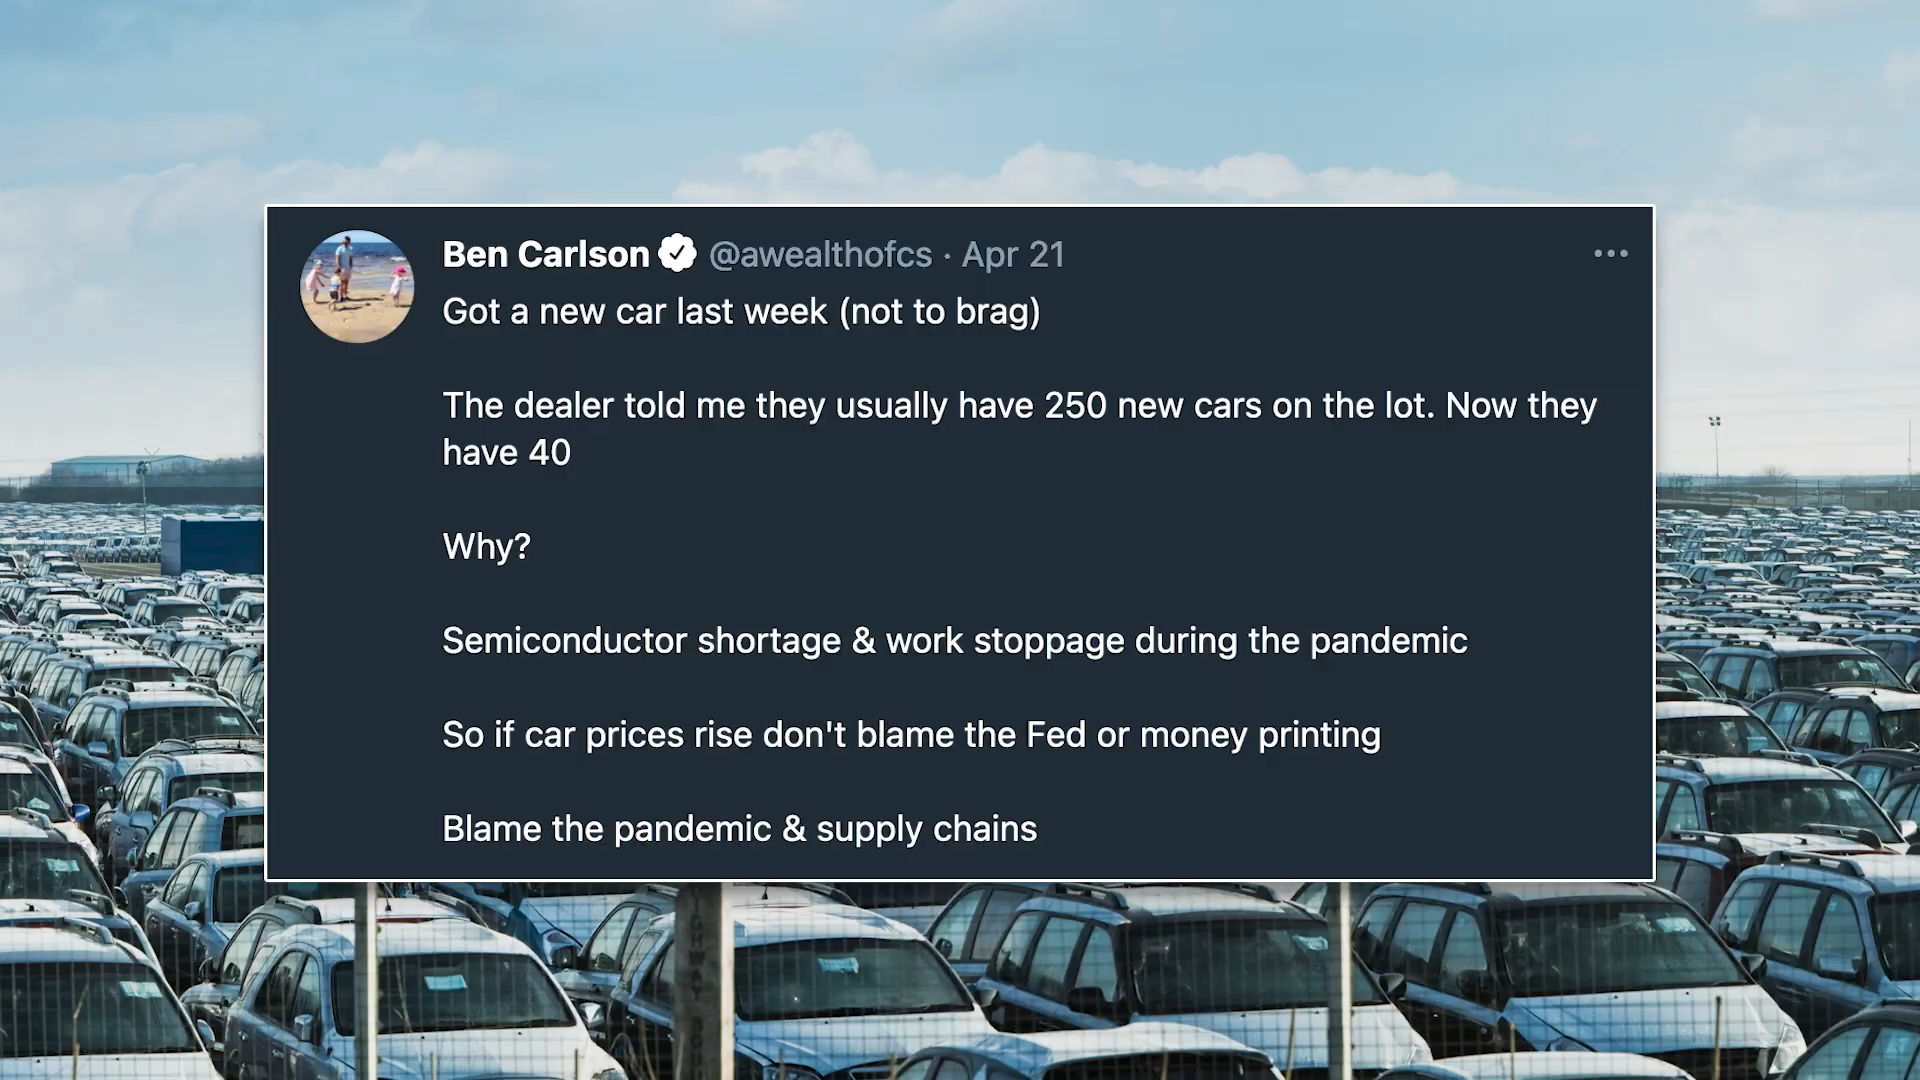 Ben Carlson @awealthofcs · Apr 21
Got a new car last week (not to brag)
The dealer told me they usually have 250 new cars on the lot. Now they
have 40
Why?
Semiconductor shortage & work stoppage during the pandemic
So if car prices rise don't blame the Fed or money printing
Blame the pandemic & supply chains